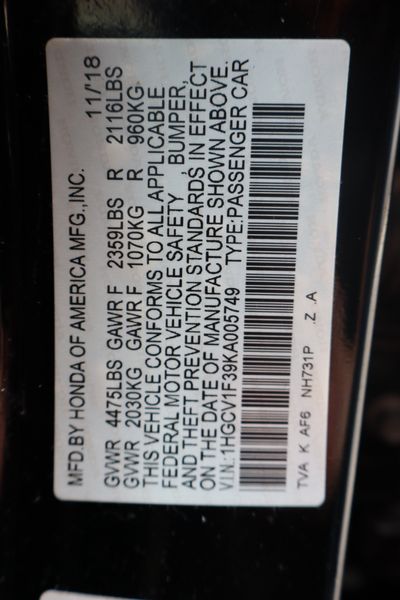 MFD.BY HONDA OF AMERICA MFG.,INC. 11/18
GVWR 4475LBS GAWR F 2359LBS R 2116LBS
GVWR 2030KG GAWR F 1070KG R 960KG
THIS VEHICLE CONFORMS TO ALL APPLICABLE
FEDERAL MOTOR VEHICLE SAFETY BUMPER,
AND THEFT PREVENTION STANDARDS IN EFFECT
ON THE DATE OF MANUFACTURE SHOWN ABOVE.
VIN:1HGCV1F39KA005749 TYPE:PASSENGER CAR
TVA K AF6 NH731P .Z .A